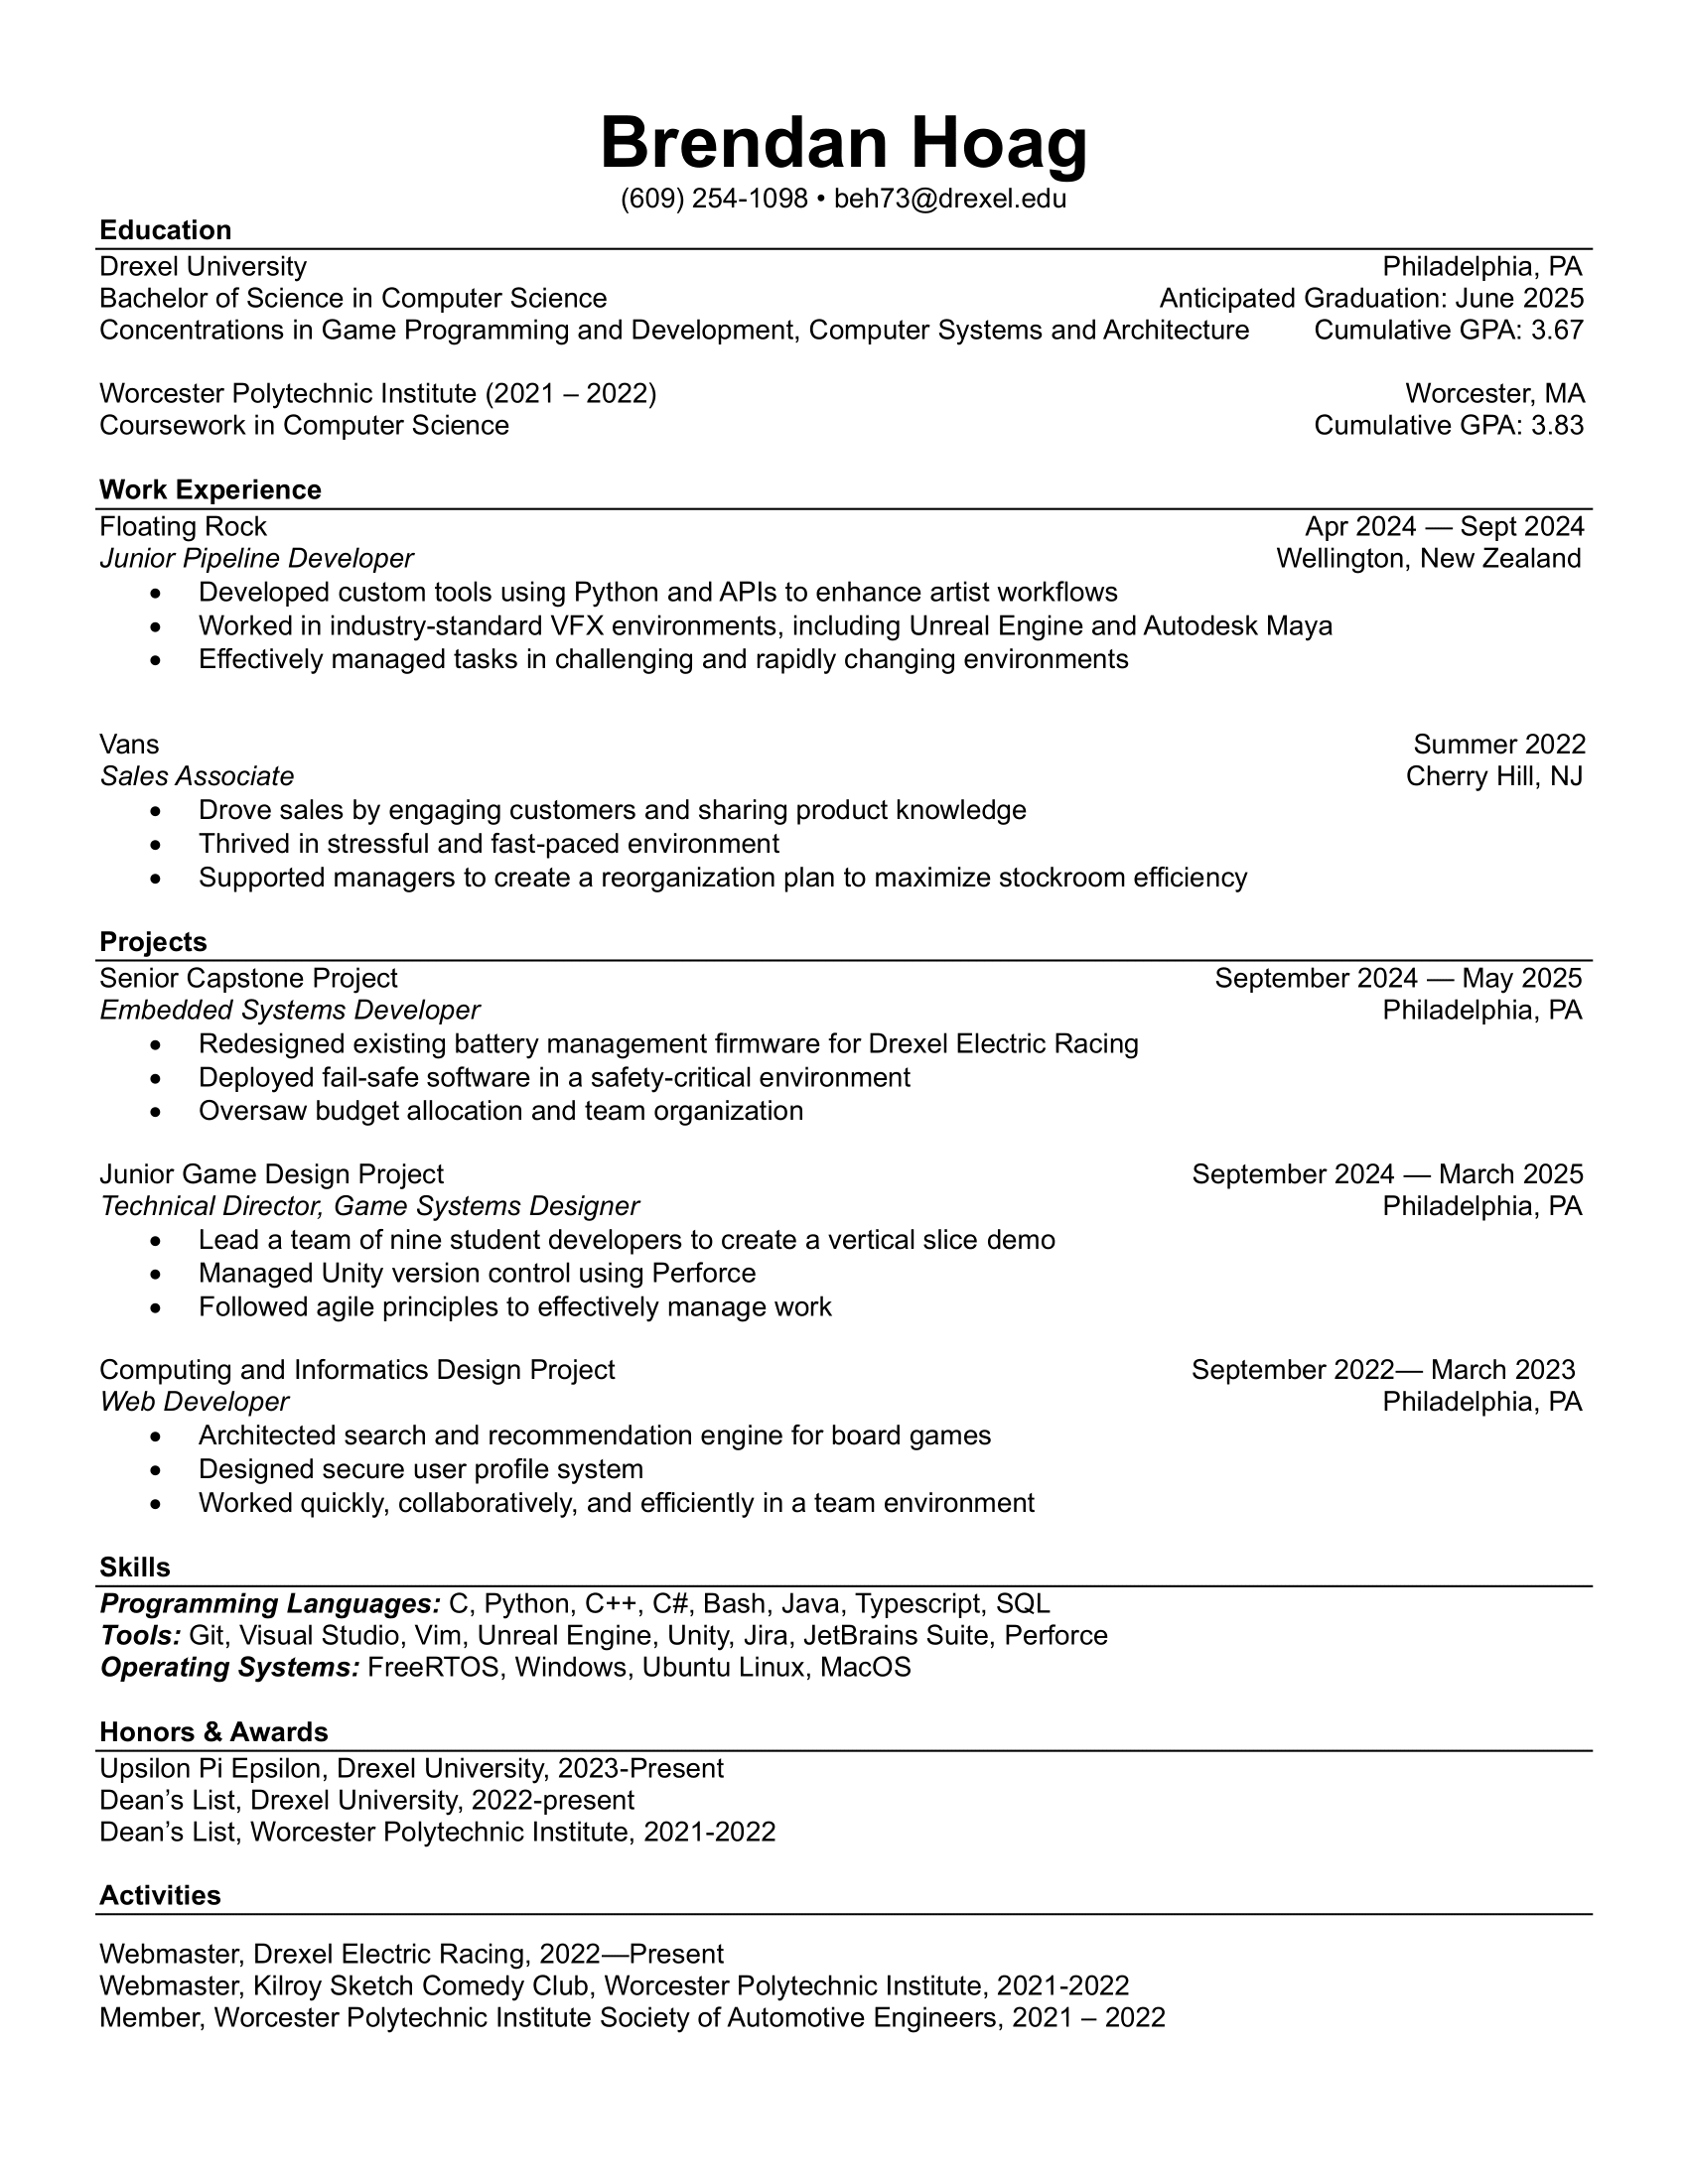 Brendan Hoag
(609) 254-1098 • beh73@drexel.edu
Education
Drexel University Philadelphia, PA
Bachelor of Science in Computer Science Anticipated Graduation: June 2025
Concentrations in Game Programming and Development, Computer Systems and Architecture Cumulative GPA: 3.67
Worcester Polytechnic Institute (2021 – 2022) Worcester, MA
Coursework in Computer Science Cumulative GPA: 3.83
Work Experience
Floating Rock Apr 2024 — Sept 2024
Junior Pipeline Developer Wellington, New Zealand
• Developed custom tools using Python and APIs to enhance artist workflows
• Worked in industry-standard VFX environments, including Unreal Engine and Autodesk Maya
• Effectively managed tasks in challenging and rapidly changing environments
Vans Summer 2022
Sales Associate Cherry Hill, NJ
• Drove sales by engaging customers and sharing product knowledge
• Thrived in stressful and fast-paced environment
• Supported managers to create a reorganization plan to maximize stockroom efficiency
Projects
Senior Capstone Project September 2024 — May 2025
Embedded Systems Developer Philadelphia, PA
• Redesigned existing battery management firmware for Drexel Electric Racing
• Deployed fail-safe software in a safety-critical environment
• Oversaw budget allocation and team organization
Junior Game Design Project September 2024 — March 2025
Technical Director, Game Systems Designer Philadelphia, PA
• Lead a team of nine student developers to create a vertical slice demo
• Managed Unity version control using Perforce
• Followed agile principles to effectively manage work
Computing and Informatics Design Project September 2022— March 2023
Web Developer Philadelphia, PA
• Architected search and recommendation engine for board games
• Designed secure user profile system
• Worked quickly, collaboratively, and efficiently in a team environment
Skills
Programming Languages: C, Python, C++, C#, Bash, Java, Typescript, SQL
Tools: Git, Visual Studio, Vim, Unreal Engine, Unity, Jira, JetBrains Suite, Perforce
Operating Systems: FreeRTOS, Windows, Ubuntu Linux, MacOS
Honors & Awards
Upsilon Pi Epsilon, Drexel University, 2023-Present
Dean’s List, Drexel University, 2022-present
Dean’s List, Worcester Polytechnic Institute, 2021-2022
Activities
Webmaster, Drexel Electric Racing, 2022—Present
Webmaster, Kilroy Sketch Comedy Club, Worcester Polytechnic Institute, 2021-2022
Member, Worcester Polytechnic Institute Society of Automotive Engineers, 2021 – 2022